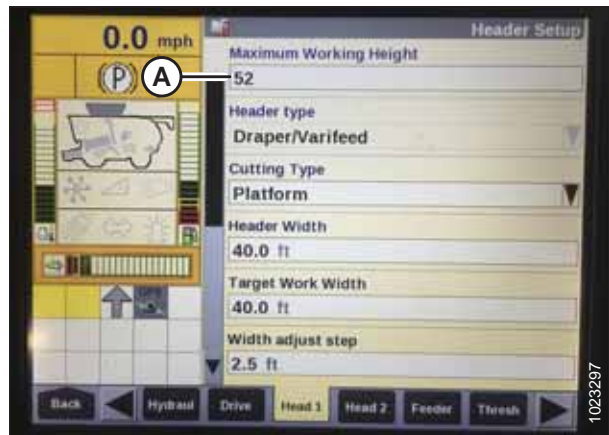 0.0 mph
Header Setup
(P)
A
Maximum Working Height
52
Header type
Draper/Varifeed
Cutting Type
Platform
Header Width
40.0 ft
Target Work Width
40.0 ft
Width adjust step
2.5 ft
Back
Hydraul
Drive
Head 1
Head 2
Feeder
Thresh
1023297